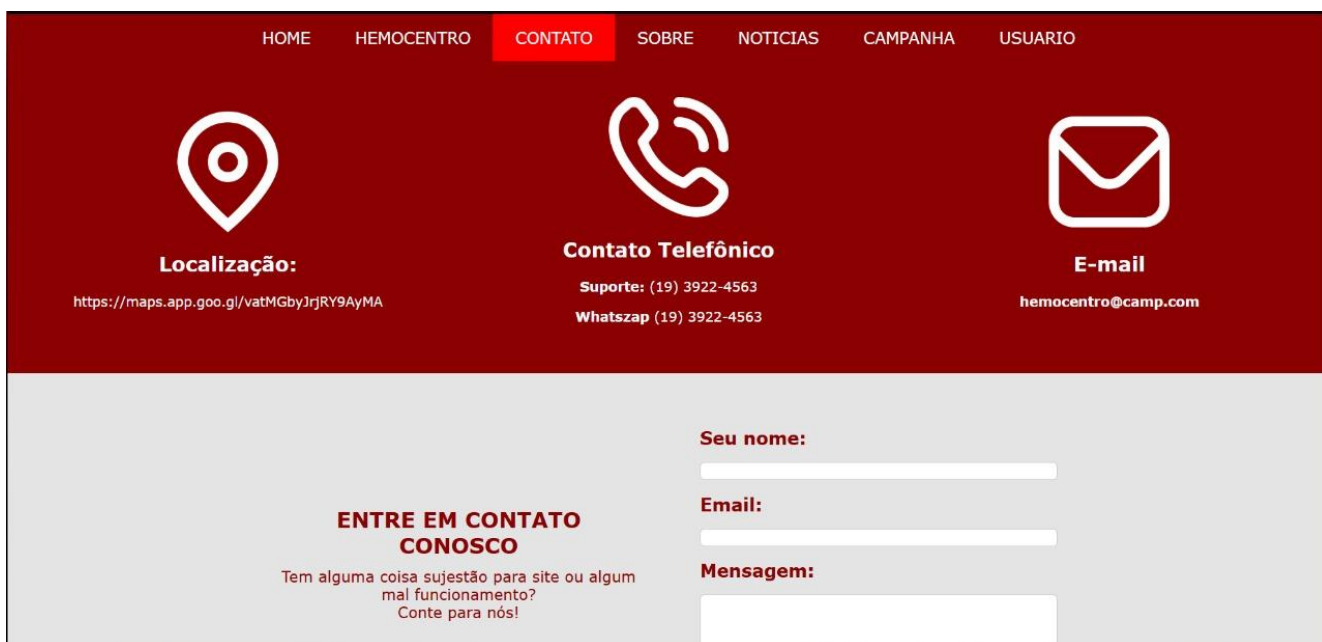 HOME HEMOCENTRO CONTATO SOBRE NOTICIAS CAMPANHA USUARIO
Localização:
https://maps.app.goo.gl/vatMGbyJrjRY9AyMA
Contato Telefônico
Suporte: (19) 3922-4563
Whatszap (19) 3922-4563
E-mail
hemocentro@camp.com
ENTRE EM CONTATO
CONOSCO
Tem alguma coisa sujestão para site ou algum
mal funcionamento?
Conte para nós!
Seu nome:
Email:
Mensagem: